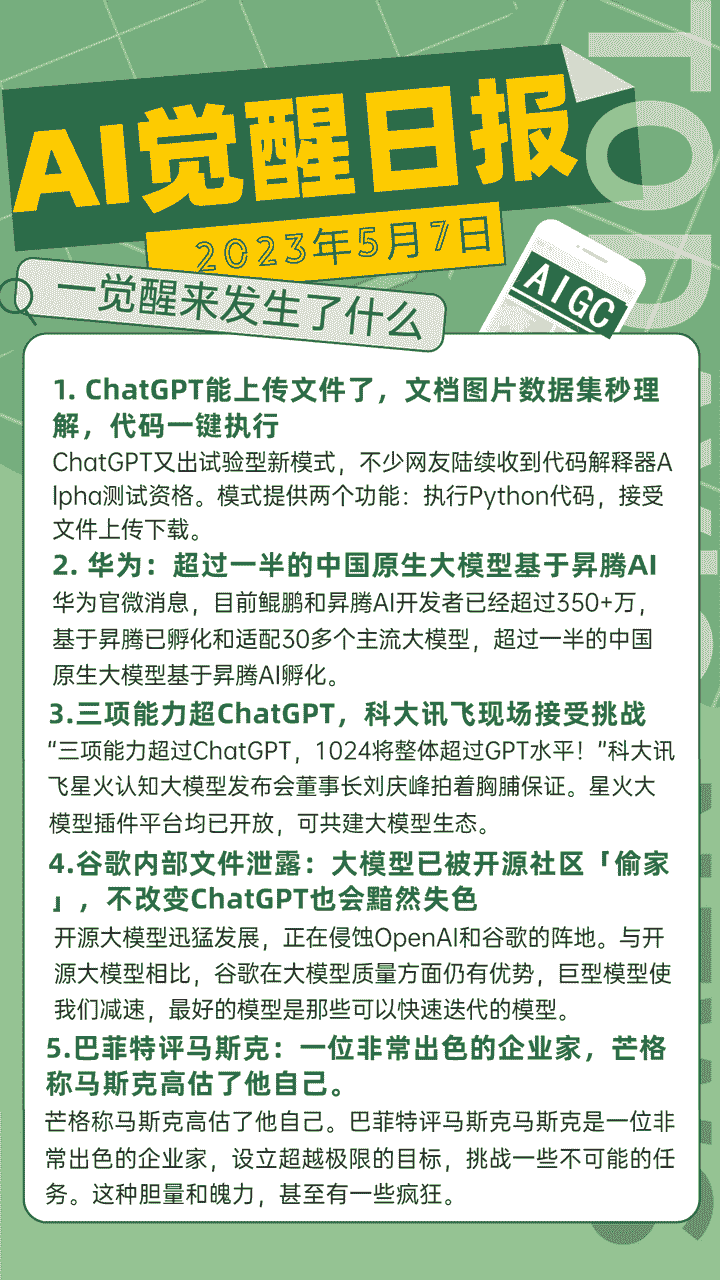 AI觉醒日报
2023年5月7日
一觉醒来发生了什么
AIGC
1. ChatGPT能上传文件了，文档图片数据集秒理
解，代码一键执行
ChatGPT又出试验型新模式，不少网友陆续收到代码解释器A
lpha测试资格。模式提供两个功能：执行Python代码，接受
文件上传下载。
2. 华为：超过一半的中国原生大模型基于昇腾AI
华为官微消息，目前鲲鹏和昇腾AI开发者已经超过350+万，
基于昇腾已孵化和适配30多个主流大模型，超过一半的中国
原生大模型基于昇腾AI孵化。
3.三项能力超ChatGPT，科大讯飞现场接受挑战
“三项能力超过ChatGPT，1024将整体超过GPT水平！”科大讯
飞星火认知大模型发布会董事长刘庆峰拍着胸脯保证。星火大
模型插件平台均已开放，可共建大模型生态。
4.谷歌内部文件泄露：大模型已被开源社区「偷家
」，不改变ChatGPT也会黯然失色
开源大模型迅猛发展，正在侵蚀OpenAI和谷歌的阵地。与开
源大模型相比，谷歌在大模型质量方面仍有优势，巨型模型使
我们减速，最好的模型是那些可以快速迭代的模型。
5.巴菲特评马斯克：一位非常出色的企业家，芒格
称马斯克高估了他自己。
芒格称马斯克高估了他自己。巴菲特评马斯克马斯克是一位非
常出色的企业家，设立超越极限的目标，挑战一些不可能的任
务。这种胆量和魄力，甚至有一些疯狂。